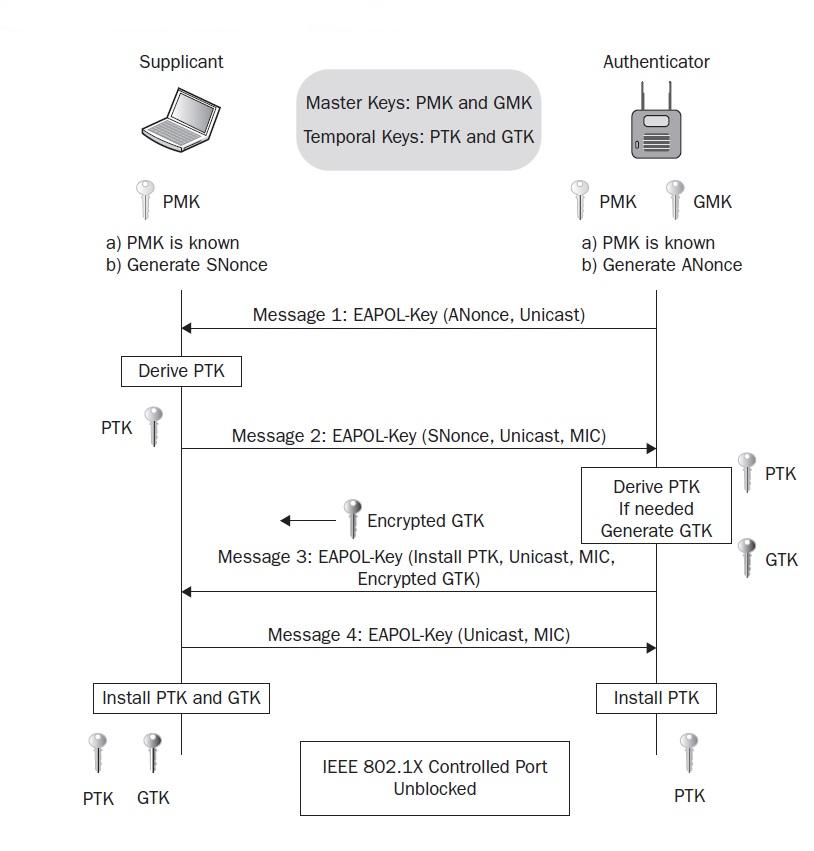 Supplicant
Authenticator
Master Keys: PMK and GMK
Temporal Keys: PTK and GTK
PMK
PMK
GMK
a) PMK is known
b) Generate SNonce
a) PMK is known
b) Generate ANonce
Message 1: EAPOL-Key (ANonce, Unicast)
Derive PTK
PTK
Message 2: EAPOL-Key (SNonce, Unicast, MIC)
Derive PTK
If needed
Generate GTK
PTK
Encrypted GTK
GTK
Message 3: EAPOL-Key (Install PTK, Unicast, MIC,
Encrypted GTK)
Message 4: EAPOL-Key (Unicast, MIC)
Install PTK and GTK
Install PTK
IEEE 802.1X Controlled Port
Unblocked
PTK
GTK
PTK